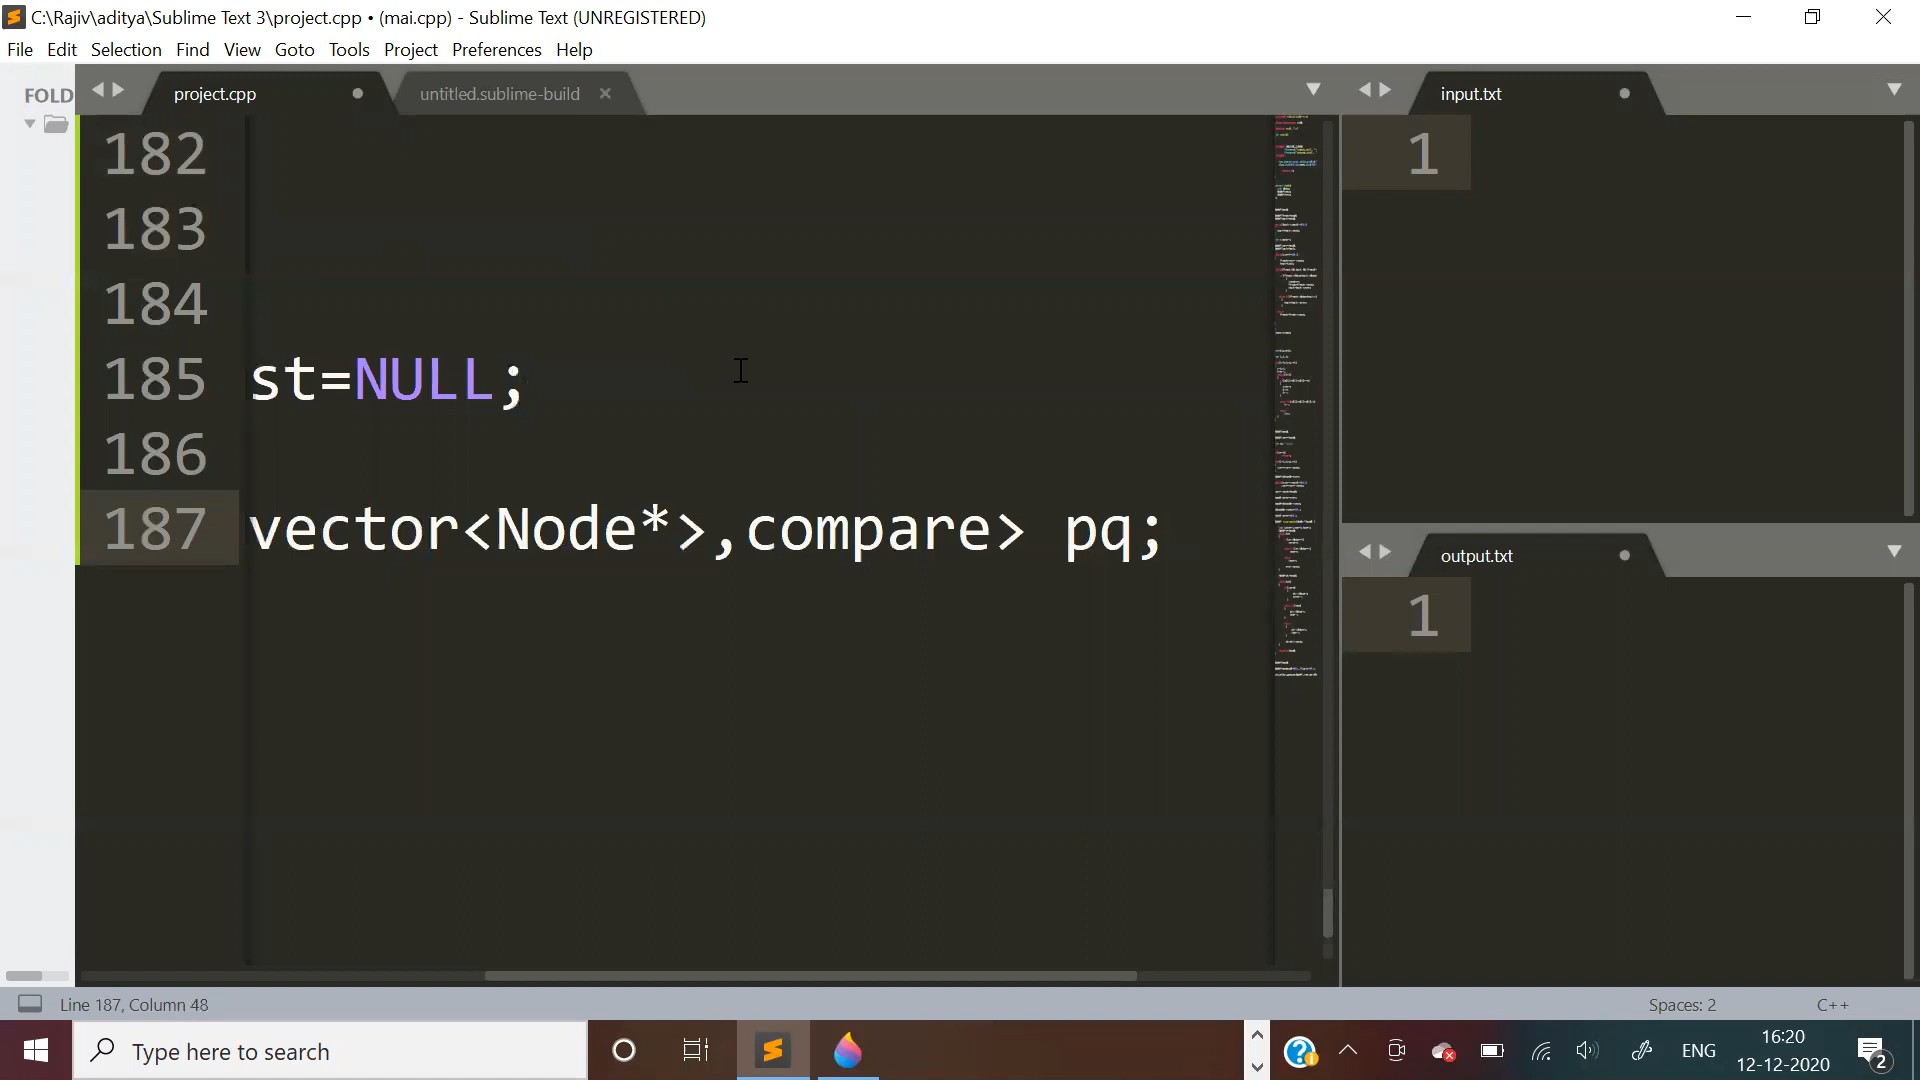 C:\Rajiv\aditya\Sublime Text 3\project.cpp • (mai.cpp) - Sublime Text (UNREGISTERED)
File Edit Selection Find View Goto Tools Project Preferences Help
FOLD
project.cpp
untitled.sublime-build
input.txt
182
183
184
185 st=NULL;
186
187 vector<Node*>,compare> pq;
1
output.txt
1
Line 187, Column 48
Spaces: 2
C++
Type here to search
ENG
16:20
12-12-2020
2